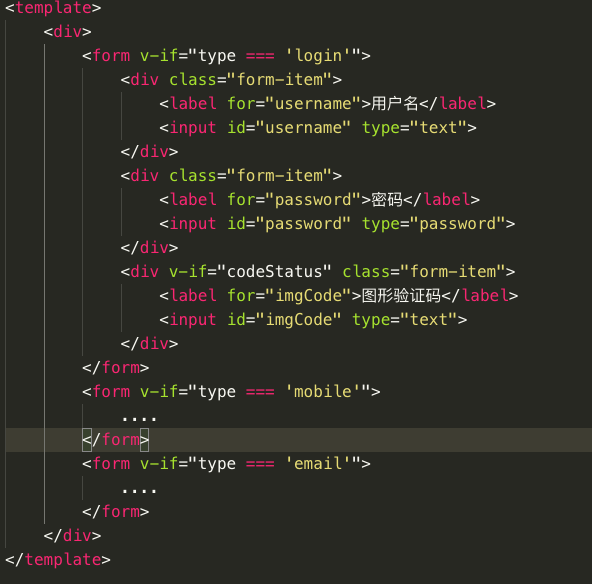 <template>
<div>
<form v-if="type === 'login'">
<div class="form-item">
<label for="username">用户名</label>
<input id="username" type="text">
</div>
<div class="form-item">
<label for="password">密码</label>
<input id="password" type="password">
</div>
<div v-if="codeStatus" class="form-item">
<label for="imgCode">图形验证码</label>
<input id="imgCode" type="text">
</div>
</form>
<form v-if="type === 'mobile'">
....
</form>
<form v-if="type === 'email'">
....
</form>
</div>
</template>